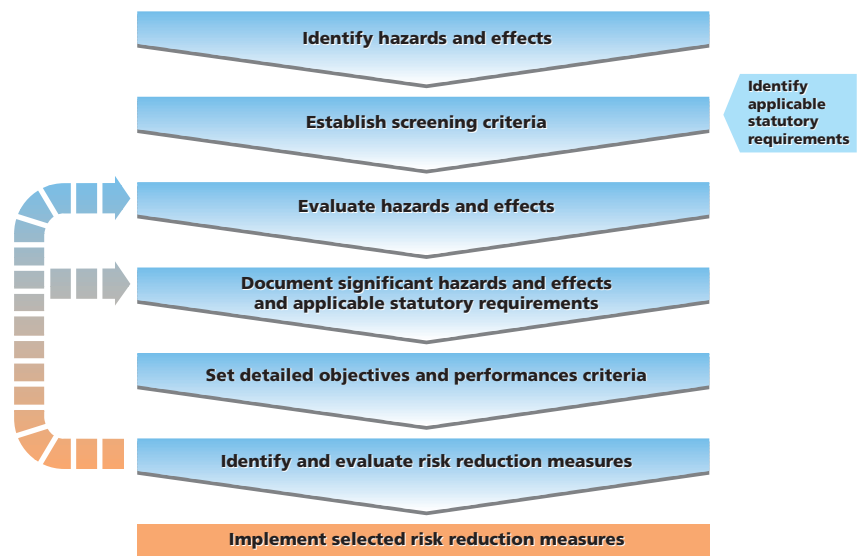 Identify hazards and effects
Identify
applicable
statutory
requirements
Establish screening criteria
Evaluate hazards and effects
Document significant hazards and effects
and applicable statutory requirements
Set detailed objectives and performances criteria
Identify and evaluate risk reduction measures
Implement selected risk reduction measures